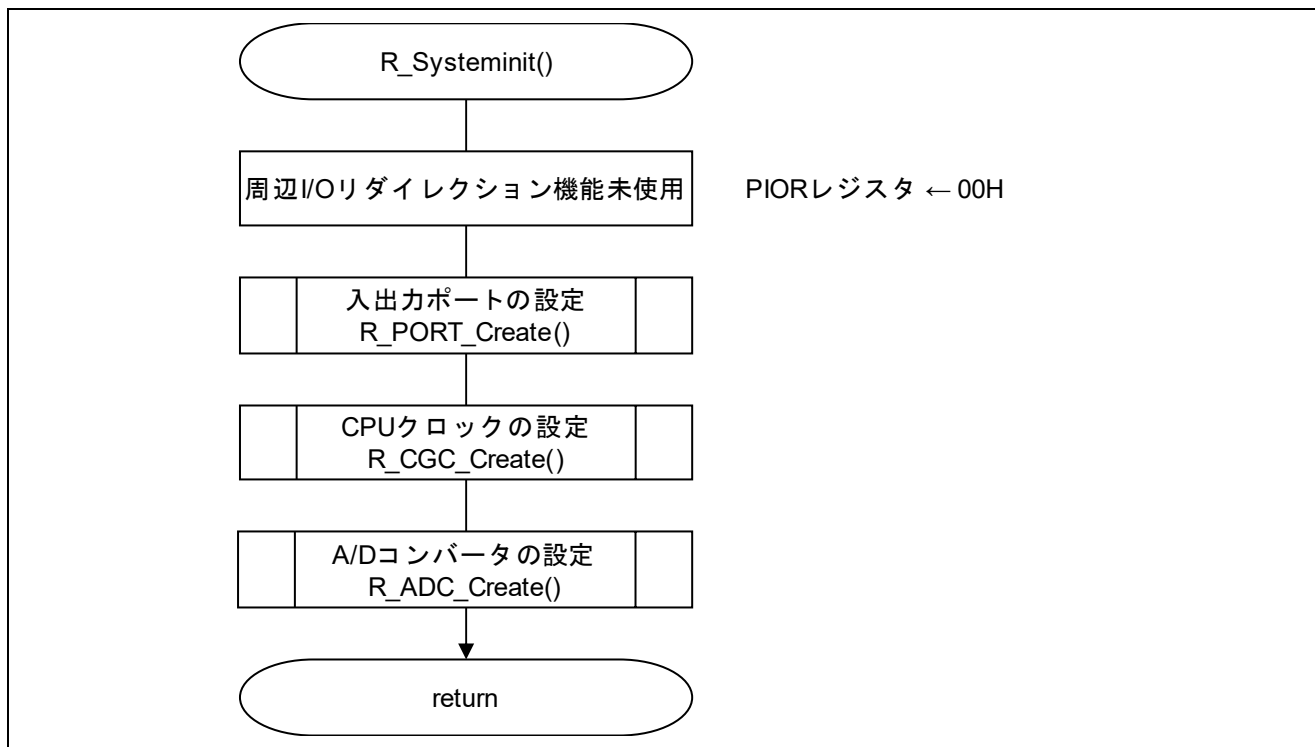 R_Systeminit()
周辺I/Oリダイレクション機能未使用
PIORレジスタ ← 00H
入出力ポートの設定
R_PORT_Create()
CPUクロックの設定
R_CGC_Create()
A/Dコンバータの設定
R_ADC_Create()
return